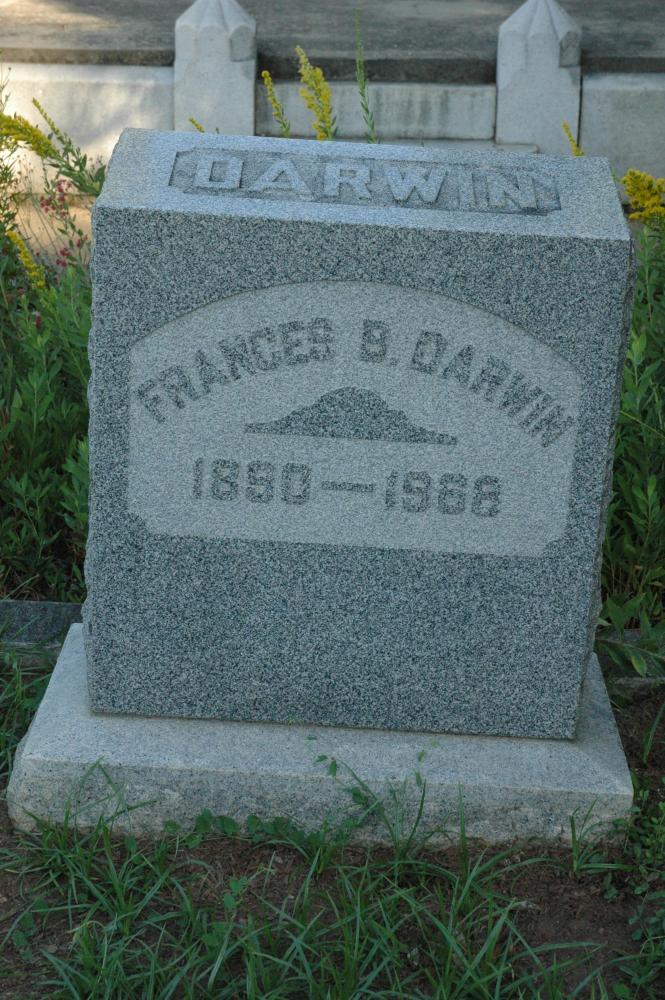 DARWIN
FRANCES B. DARWIN
1890—1968